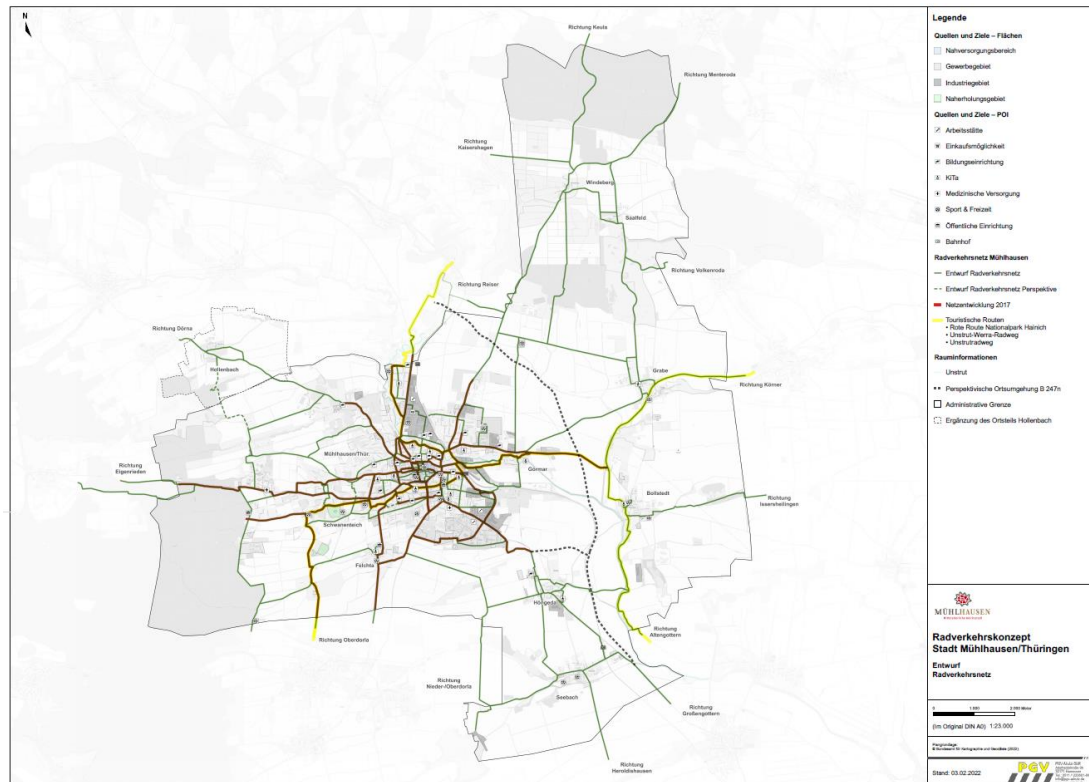 N
Richtung Keula
Richtung Menteroda
Richtung
Kaisershagen
Windeberg
Saalfeld
Richtung Volkenroda
Richtung Reiser
Richtung Dörna
Hollenbach
Grabe
Richtung Körner
Mühlhausen/Thür.
Richtung
Eigenrieden
Görmar
Bollstedt
Richtung
Issersheilingen
Schwanenteich
Felchta
Höngeda
Richtung Oberdorla
Richtung
Altengottern
Richtung
Nieder-/Oberdorla
Seebach
Richtung
Großengottern
Richtung
Heroldishausen
Legende
Quellen und Ziele – Flächen
Nahversorgungsbereich
Gewerbegebiet
Industriegebiet
Naherholungsgebiet
Quellen und Ziele – POI
Arbeitsstätte
Einkaufsmöglichkeit
Bildungseinrichtung
KiTa
Medizinische Versorgung
Sport & Freizeit
Öffentliche Einrichtung
Bahnhof
Radverkehrsnetz Mühlhausen
Entwurf Radverkehrsnetz
Entwurf Radverkehrsnetz Perspektive
Netzentwicklung 2017
Touristische Routen
• Rote Route Nationalpark Hainich
• Unstrut-Werra-Radweg
• Unstrutradweg
Rauminformationen
Unstrut
Perspektivische Ortsumgehung B 247n
Administrative Grenze
Ergänzung des Ortsteils Hollenbach
MÜHLHAUSEN
Radverkehrskonzept
Stadt Mühlhausen/Thüringen
Entwurf
Radverkehrsnetz
0 1.000 2.000 Meter
(Im Original DIN A0) 1:23.000
Stand: 03.02.2022
PGV